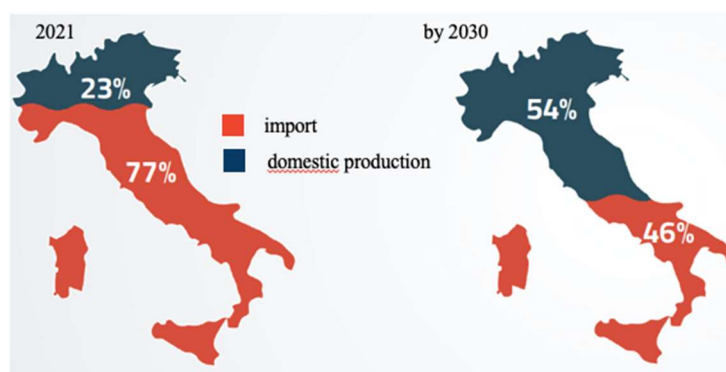 2021
by 2030
23%
77%
import
domestic production
54%
46%